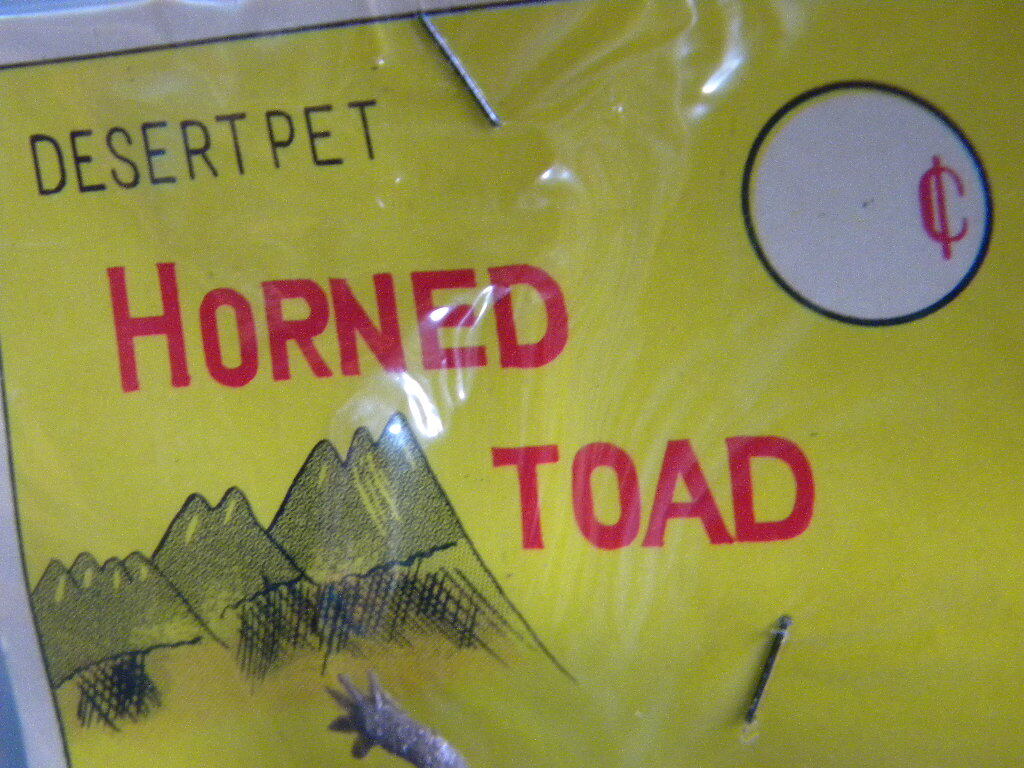 DESERT PET
¢
HORNED
TOAD